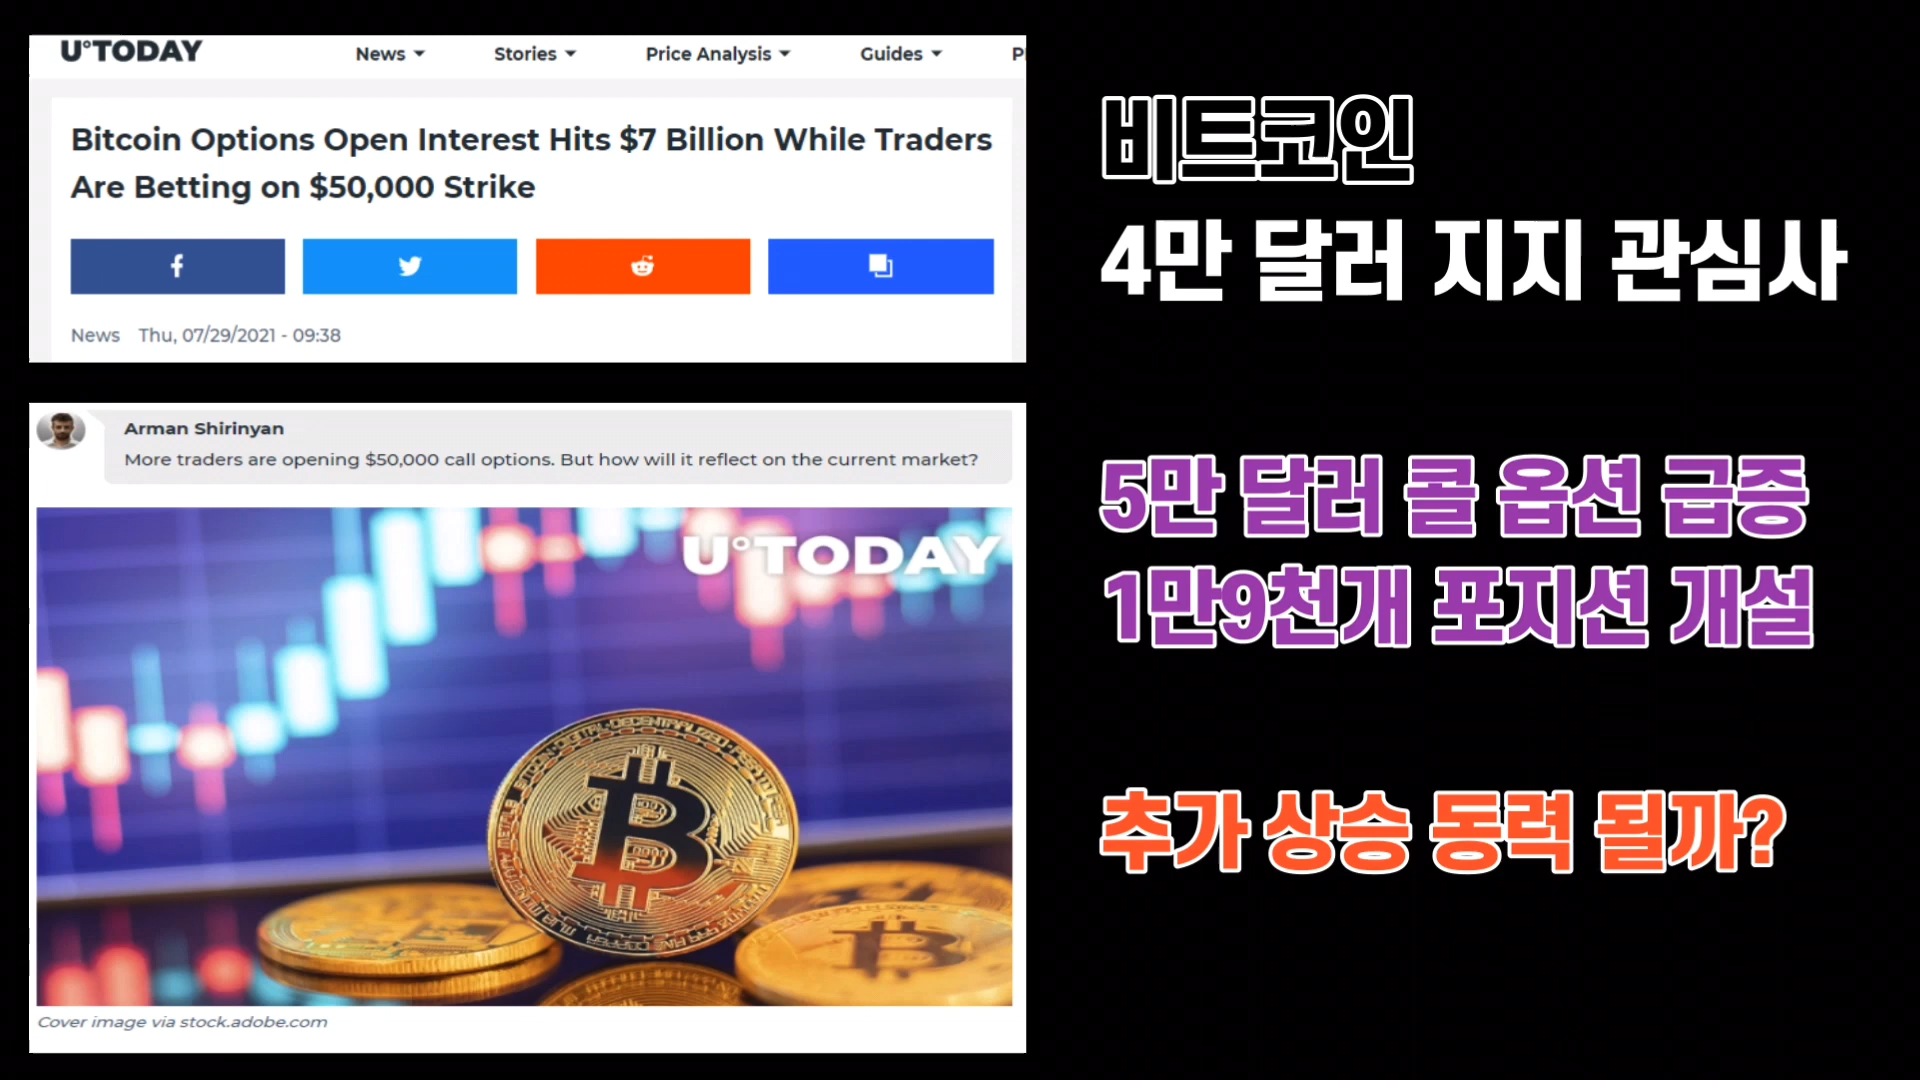 U°TODAY
News
Stories
Price Analysis
Guides
Bitcoin Options Open Interest Hits $7 Billion While Traders
Are Betting on $50,000 Strike
News Thu, 07/29/2021 - 09:38
Arman Shirinyan
More traders are opening $50,000 call options. But how will it reflect on the current market?
U°TODAY
Cover image via stock.adobe.com
비트코인
4만 달러 지지 관심사
5만 달러 콜 옵션 급증
1만9천개 포지션 개설
추가 상승 동력 될까?